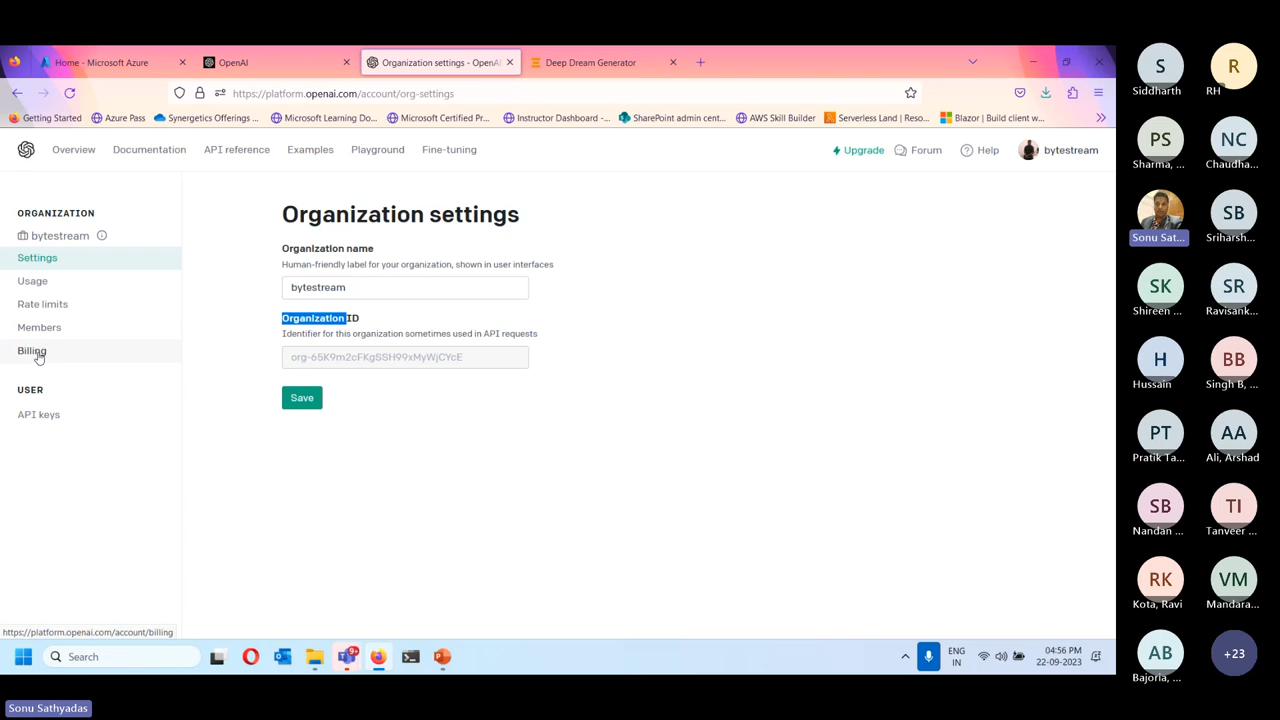 Home - Microsoft Azure
OpenAI
Organization settings - OpenAI
Deep Dream Generator
https://platform.openai.com/account/org-settings
Getting Started
Azure Pass
Synergetics Offerings ...
Microsoft Learning Do...
Microsoft Certified Pr...
Instructor Dashboard -...
SharePoint admin cent...
AWS Skill Builder
Serverless Land | Reso...
Blazor | Build client w...
Overview
Documentation
API reference
Examples
Playground
Fine-tuning
Upgrade
Forum
Help
bytestream
ORGANIZATION
bytestream
Settings
Usage
Rate limits
Members
Billing
USER
API keys
Organization settings
Organization name
Human-friendly label for your organization, shown in user interfaces
bytestream
Organization ID
Identifier for this organization sometimes used in API requests
org-65K9m2cFKgSSH99xMyWjCYcE
Save
https://platform.openai.com/account/billing
Search
9+
ENG
IN
04:56 PM
22-09-2023
S
Siddharth
R
RH
PS
Sharma, ...
NC
Chaudha...
Sonu Sat...
SB
Sriharsh...
SK
Shireen ...
SR
Ravisank...
H
Hussain
BB
Singh B, ...
PT
Pratik Ta...
AA
Ali, Arshad
SB
Nandan ...
TI
Tanveer ...
RK
Kota, Ravi
VM
Mandara...
AB
Bajoria, ...
+23
Sonu Sathyadas